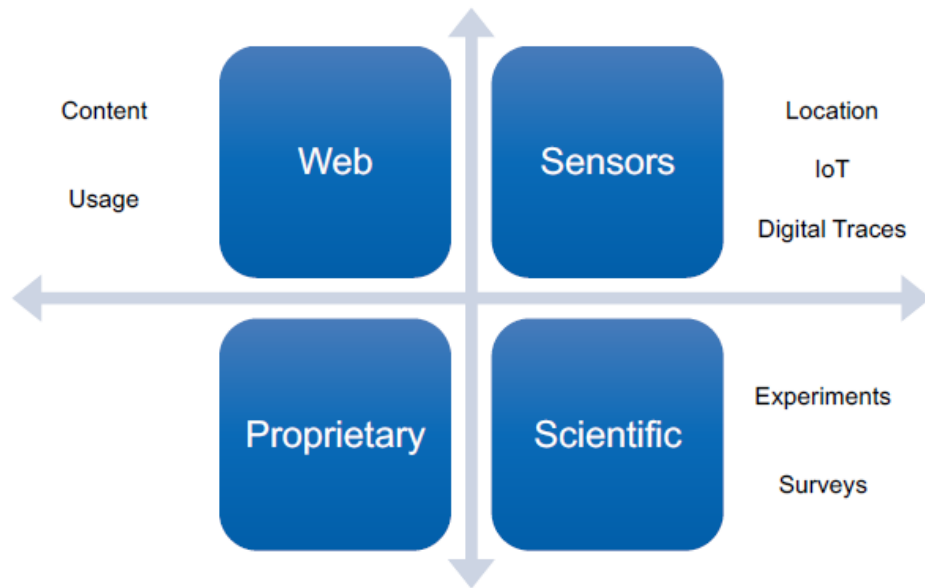 Content
Usage
Web
Sensors
Location
IoT
Digital Traces
Proprietary
Scientific
Experiments
Surveys